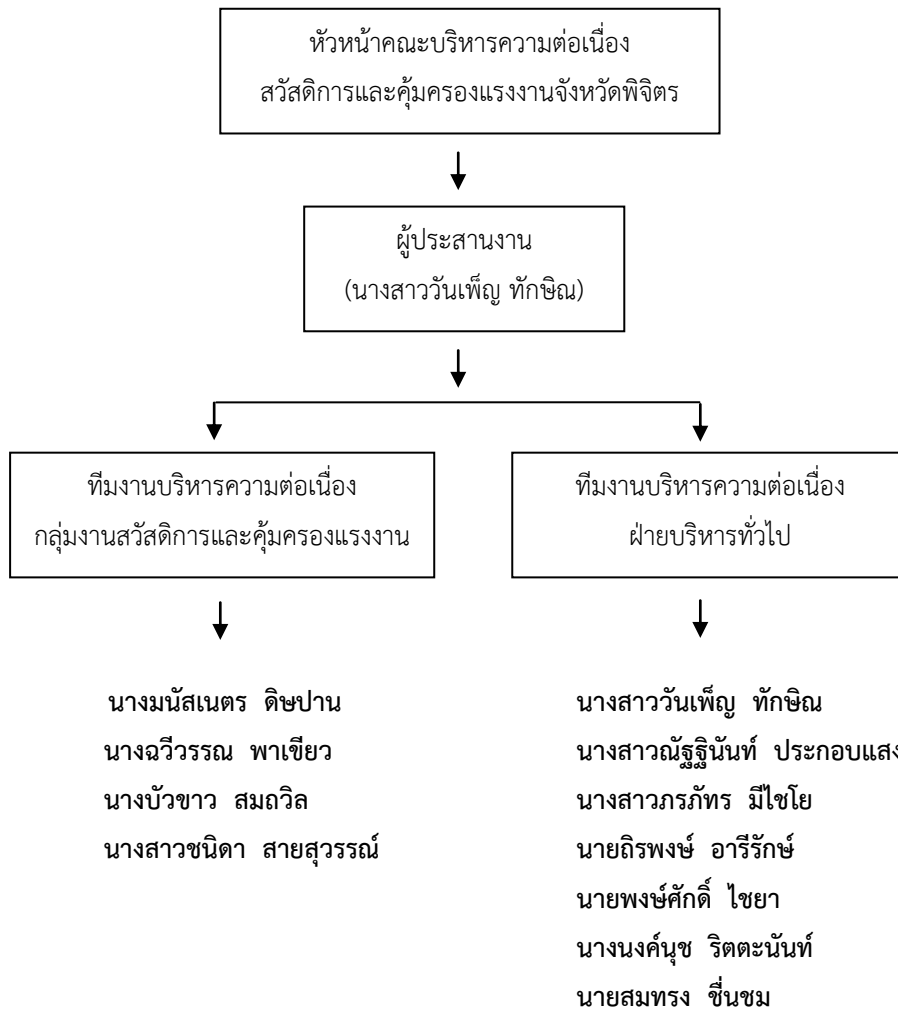 หัวหน้าคณะบริหารความต่อเนื่อง
สวัสดิการและคุ้มครองแรงงานจังหวัดพิจิตร
ผู้ประสานงาน
(นางสาววันเพ็ญ ทักษิณ)
ทีมงานบริหารความต่อเนื่อง
กลุ่มงานสวัสดิการและคุ้มครองแรงงาน
ทีมงานบริหารความต่อเนื่อง
ฝ่ายบริหารทั่วไป
นางมนัสเนตร ดิษปาน
นางฉวีวรรณ พาเขียว
นางบัวขาว สมถวิล
นางสาวชนิดา สายสุวรรณ์
นางสาววันเพ็ญ ทักษิณ
นางสาวณัฐฐินันท์ ประกอบแสง
นางสาวภรภัทร มีไชโย
นายถิรพงษ์ อารีรักษ์
นายพงษ์ศักดิ์ ไชยา
นางนงค์นุช ริตตะนันท์
นายสมทรง ชื่นชม